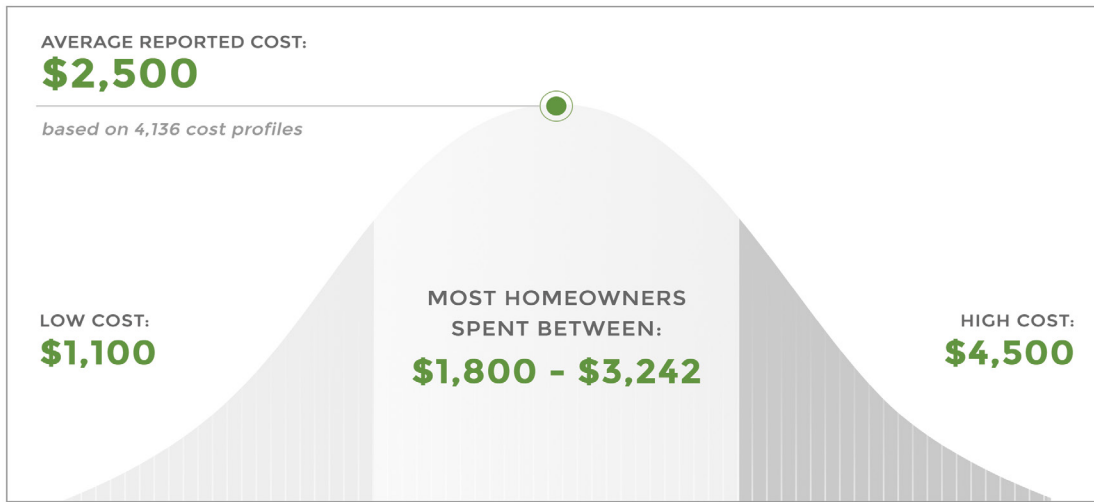 AVERAGE REPORTED COST:
$2,500
based on 4,136 cost profiles
MOST HOMEOWNERS
SPENT BETWEEN:
$1,800 - $3,242
LOW COST:
$1,100
HIGH COST:
$4,500